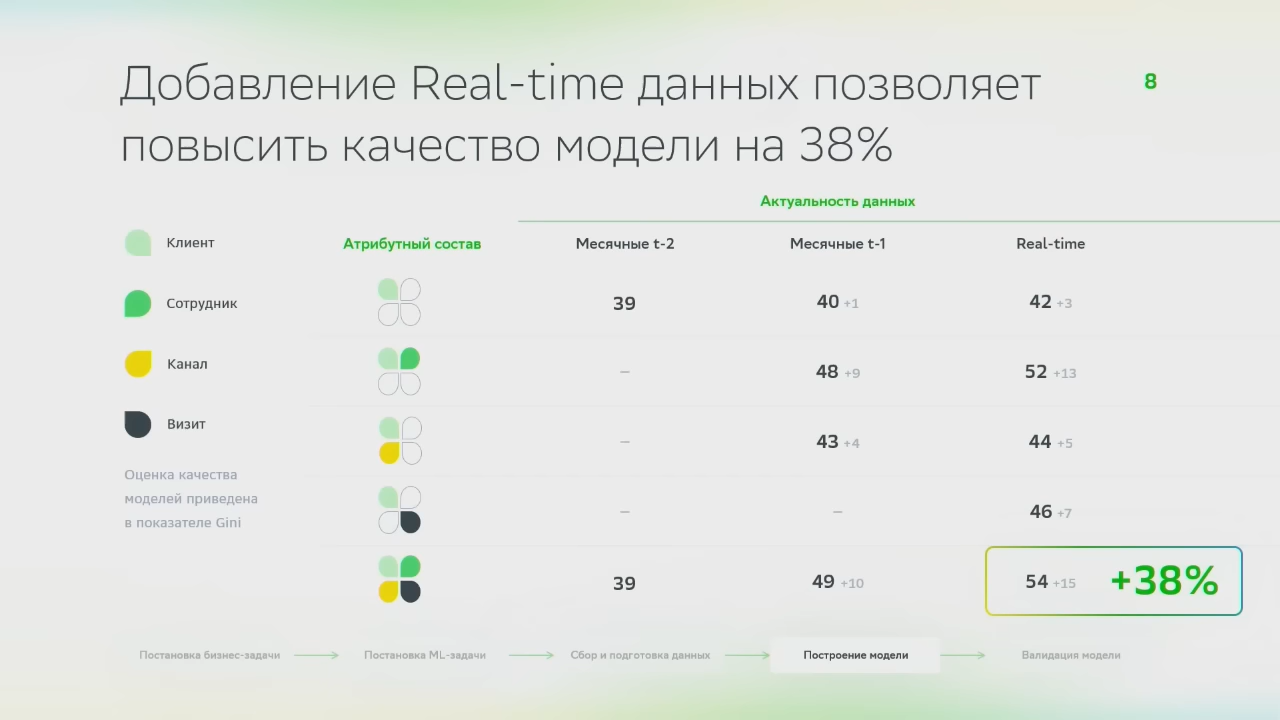 Добавление Real-time данных позволяет
повысить качество модели на 38%
8
Актуальность данных
Атрибутный состав
Месячные t-2
Месячные t-1
Real-time
Клиент
Сотрудник
Канал
Визит
Оценка качества
моделей приведена
в показателе Gini
39
40 +1
42 +3
–
48 +9
52 +13
–
43 +4
44 +5
–
–
46 +7
39
49 +10
54 +15
+38%
Постановка бизнес-задачи
Постановка ML-задачи
Сбор и подготовка данных
Построение модели
Валидация модели